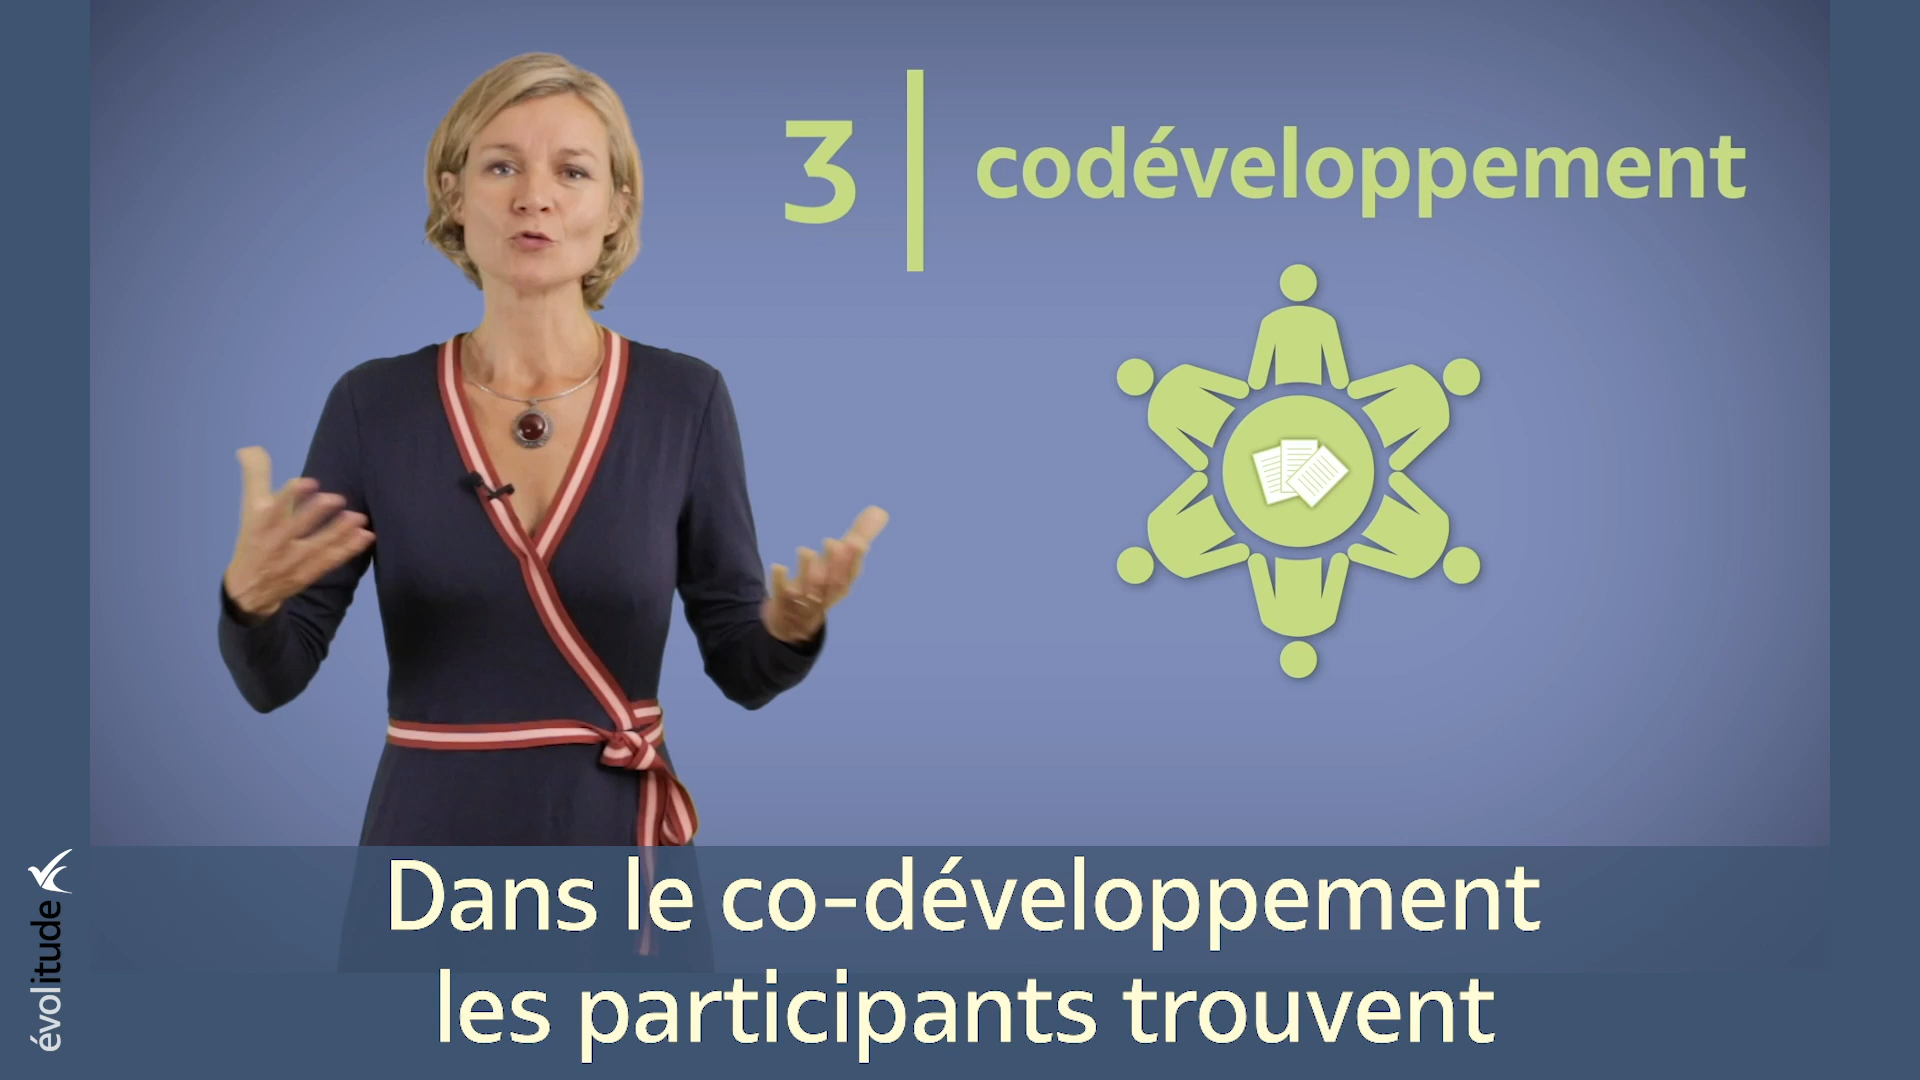 3 | codéveloppement
Dans le co-développement
les participants trouvent
évolitude